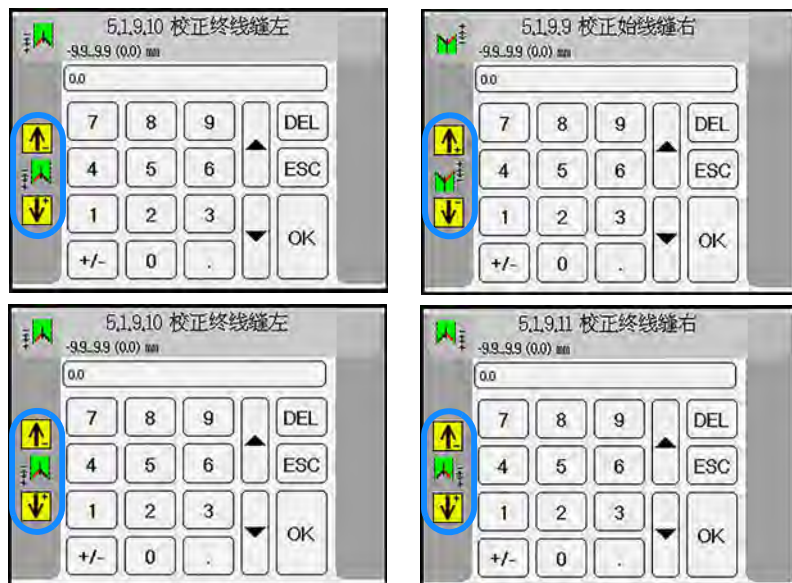 5,1,9,10 校正终线缝左
-9.9...9.9 (0.0) mm
0.0
7 8 9 DEL
4 5 6 ESC
1 2 3
OK
+/- 0 .
5,1,9,9 校正始线缝右
-9.9...9.9 (0.0) mm
0.0
7 8 9 DEL
4 5 6 ESC
1 2 3
OK
+/- 0 .
5,1,9,10 校正终线缝左
-9.9...9.9 (0.0) mm
0.0
7 8 9 DEL
4 5 6 ESC
1 2 3
OK
+/- 0 .
5,1,9,11 校正终线缝右
-9.9...9.9 (0.0) mm
0.0
7 8 9 DEL
4 5 6 ESC
1 2 3
OK
+/- 0 .